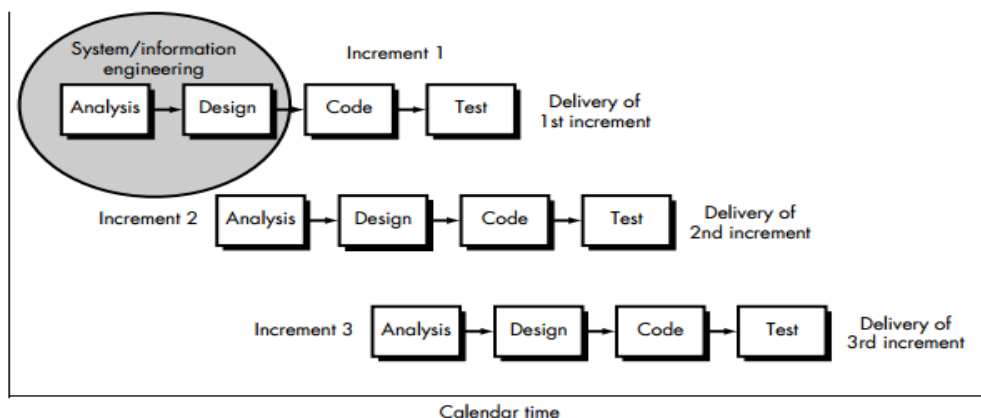 System/information
engineering
Increment 1
Analysis
Design
Code
Test
Delivery of
1st increment
Increment 2
Analysis
Design
Code
Test
Delivery of
2nd increment
Increment 3
Analysis
Design
Code
Test
Delivery of
3rd increment
Calendar time